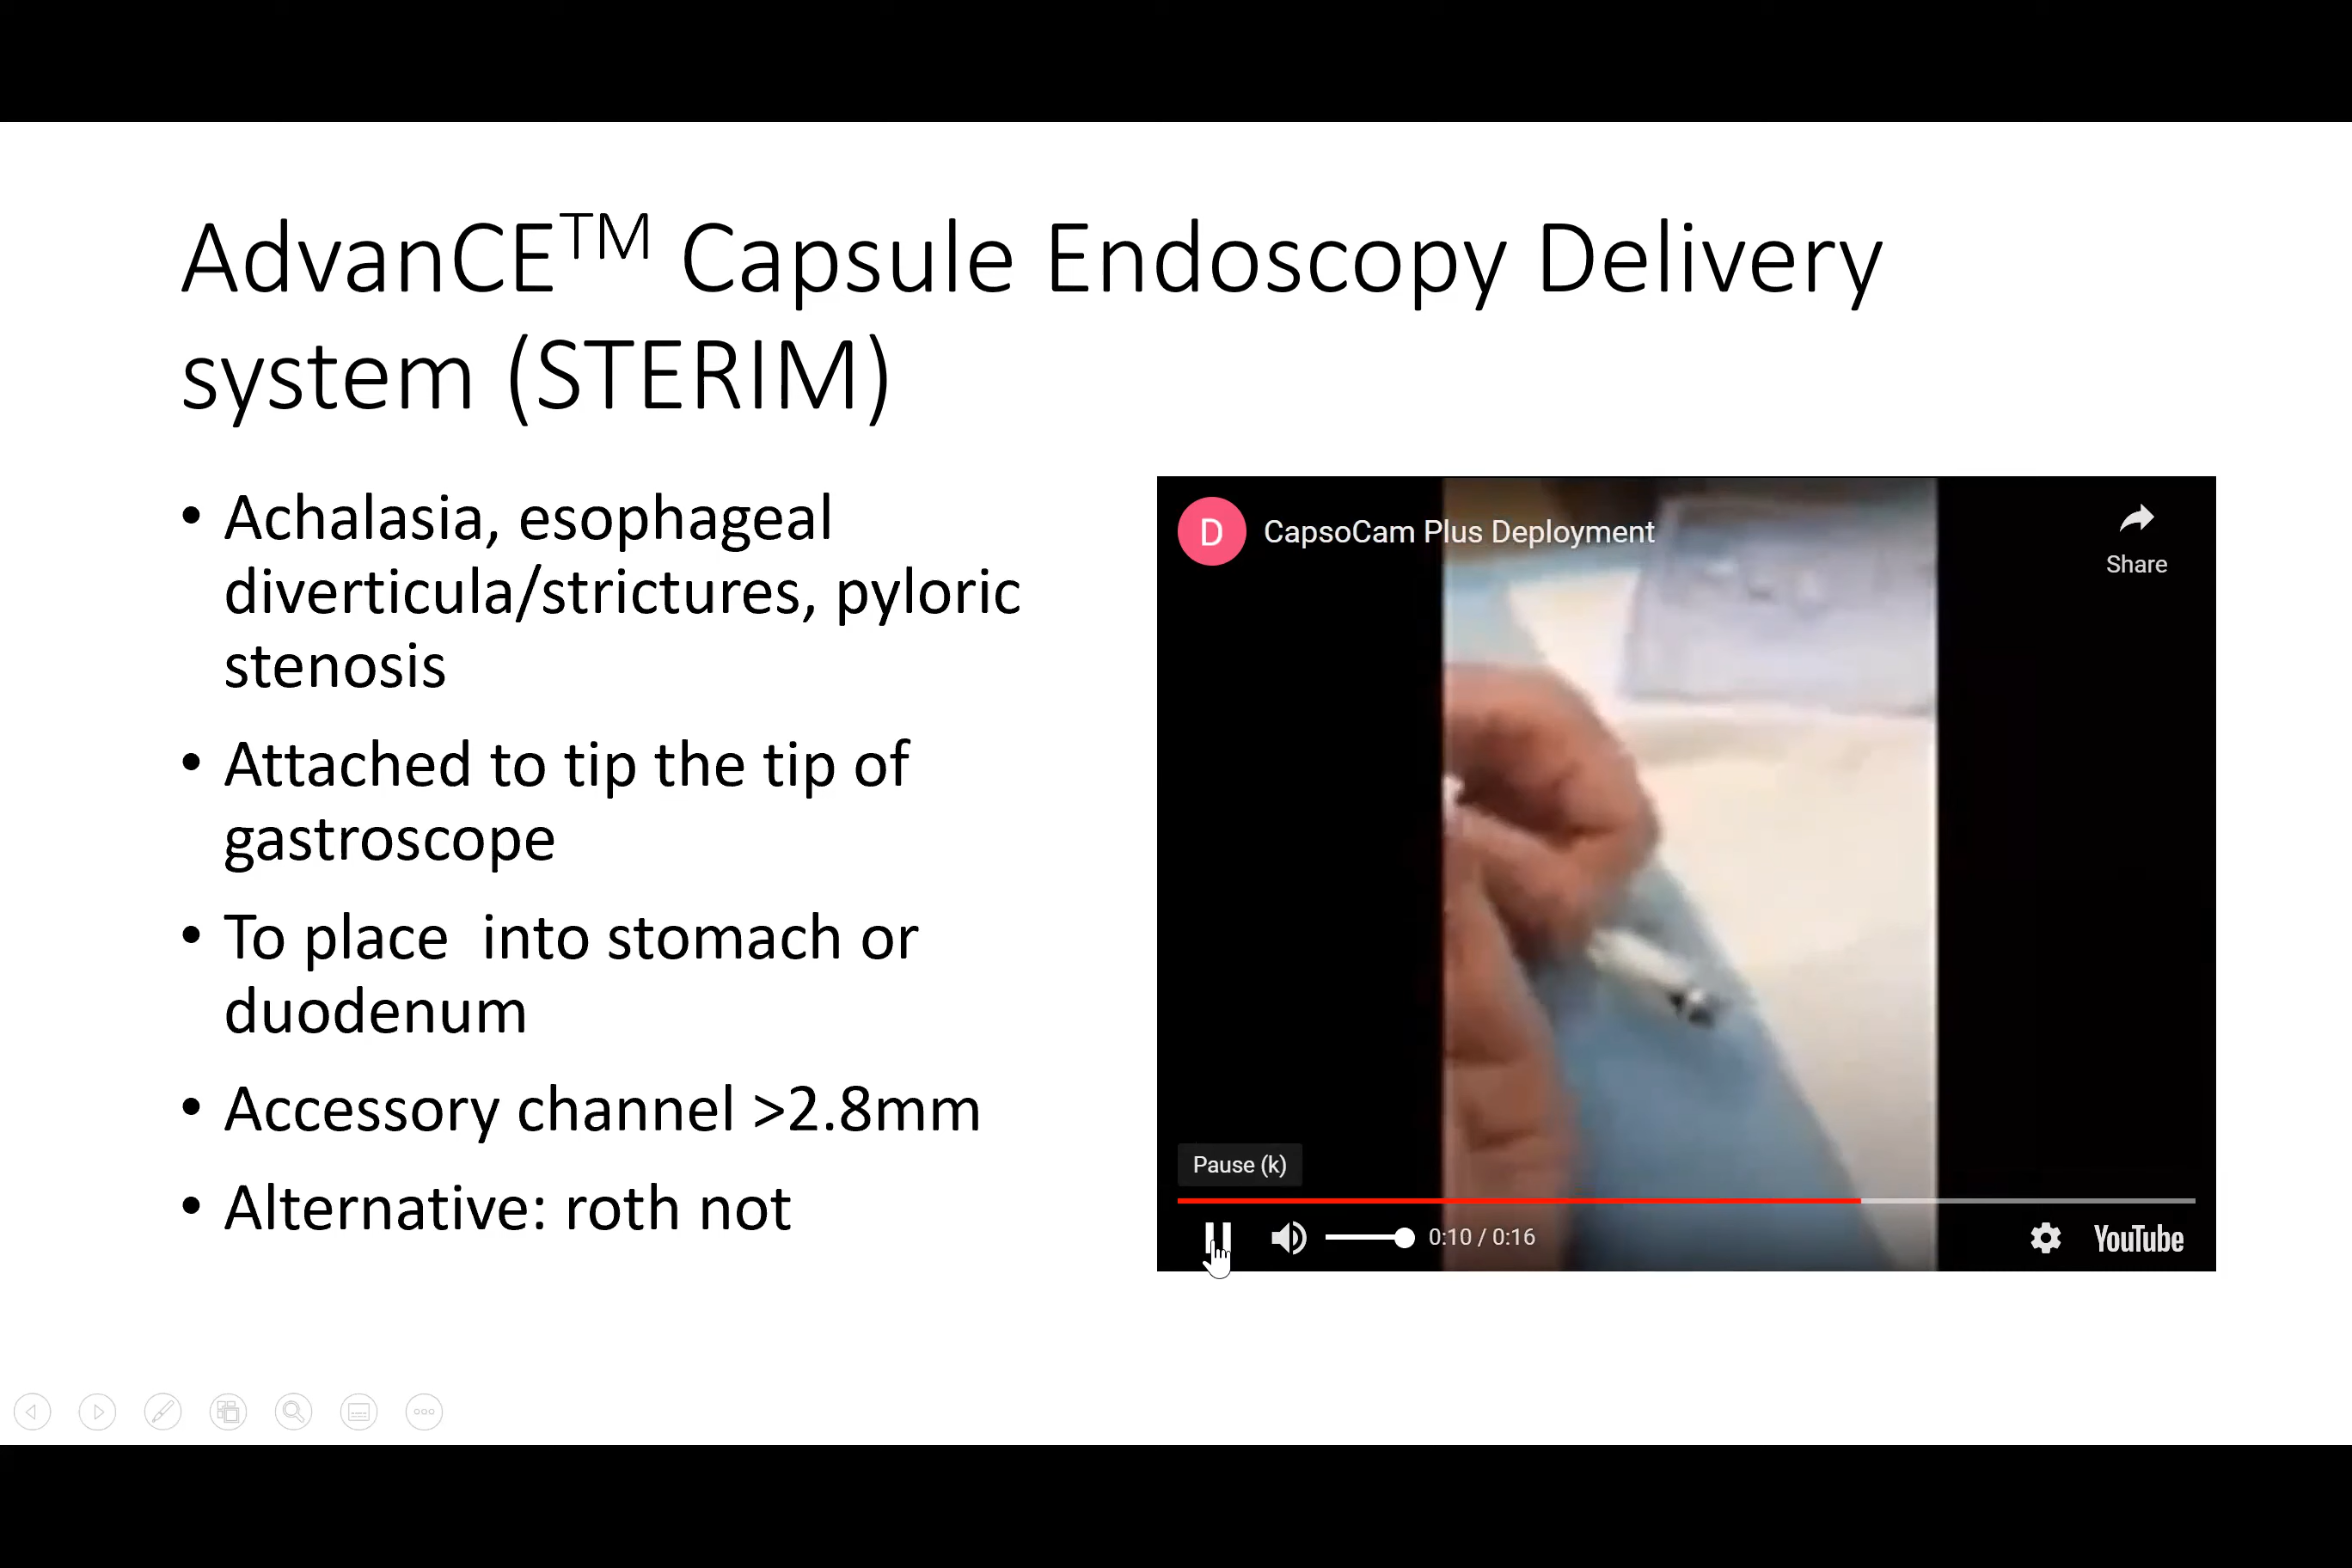 AdvanCE™ Capsule Endoscopy Delivery
system (STERIM)
• Achalasia, esophageal
diverticula/strictures, pyloric
stenosis
• Attached to tip the tip of
gastroscope
• To place  into stomach or
duodenum
• Accessory channel >2.8mm
• Alternative: roth not
D CapsoCam Plus Deployment
Share
Pause (k)
0:10 / 0:16
YouTube